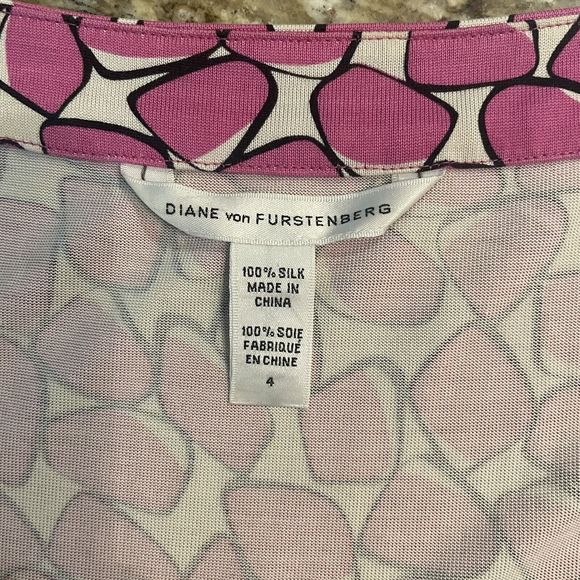 DIANE von FURSTENBERG
100% SILK
MADE IN
CHINA
100% SOIE
FABRIQUÉ
EN CHINE
4